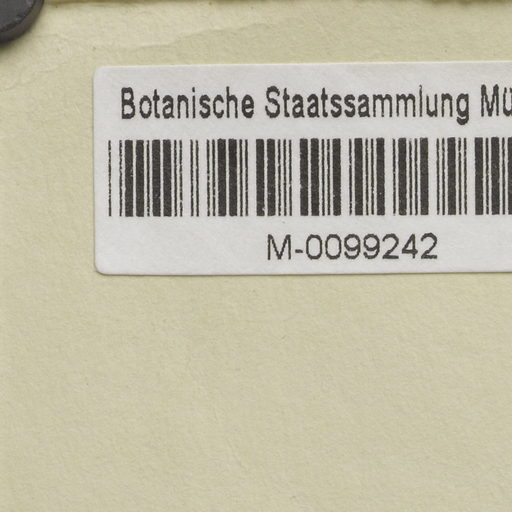 Botanische Staatssammlung Mü
M-0099242